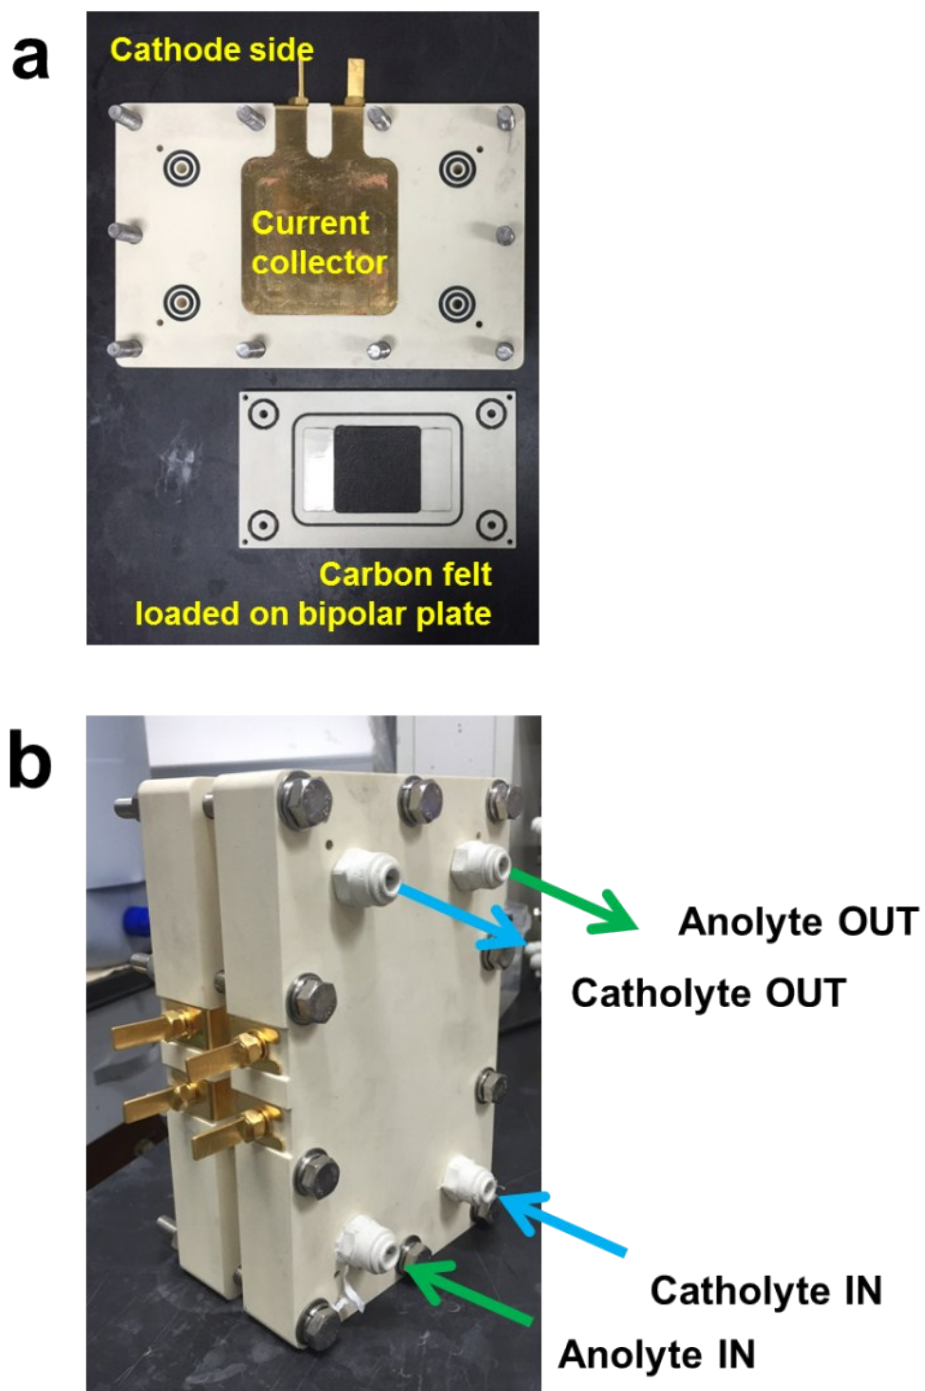 a
Cathode side
Current
collector
Carbon felt
loaded on bipolar plate
b
Anolyte OUT
Catholyte OUT
Catholyte IN
Anolyte IN